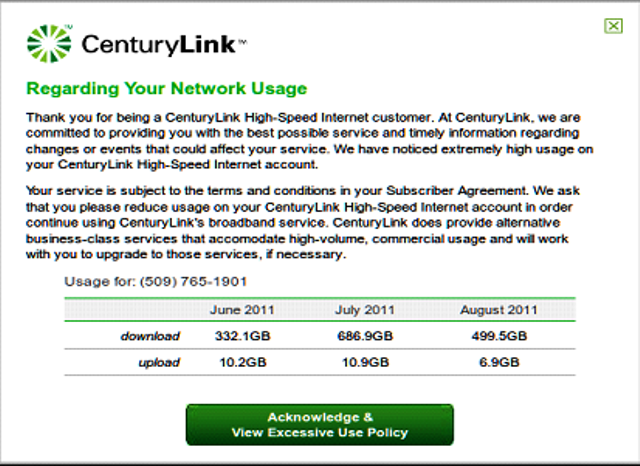 CenturyLink™
Regarding Your Network Usage
Thank you for being a CenturyLink High-Speed Internet customer. At CenturyLink, we are
committed to providing you with the best possible service and timely information regarding
changes or events that could affect your service. We have noticed extremely high usage on
your CenturyLink High-Speed Internet account.
Your service is subject to the terms and conditions in your Subscriber Agreement. We ask
that you please reduce usage on your CenturyLink High-Speed Internet account in order
continue using CenturyLink's broadband service. CenturyLink does provide alternative
business-class services that accomodate high-volume, commercial usage and will work
with you to upgrade to those services, if necessary.
Usage for: (509) 765-1901
June 2011 July 2011 August 2011
download 332.1GB 686.9GB 499.5GB
upload 10.2GB 10.9GB 6.9GB
Acknowledge &
View Excessive Use Policy